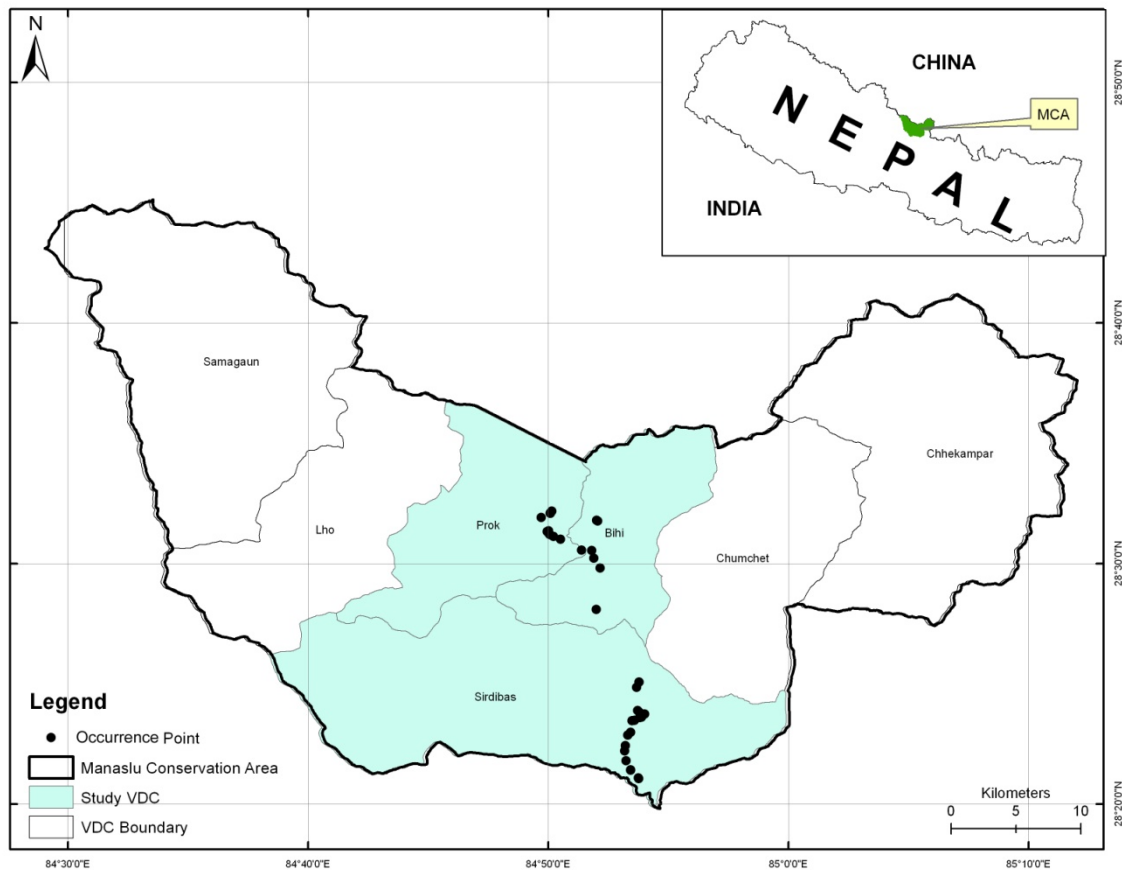 N
CHINA
MCA
NEPAL
INDIA
28°50'0"N
28°40'0"N
Samagaun
Chhekampar
Lho
Prok
Bihi
Chumchet
28°30'0"N
Sirdibas
Legend
Occurrence Point
Manaslu Conservation Area
Study VDC
VDC Boundary
Kilometers
0 5 10
28°20'0"N
84°30'0"E 84°40'0"E 84°50'0"E 85°0'0"E 85°10'0"E